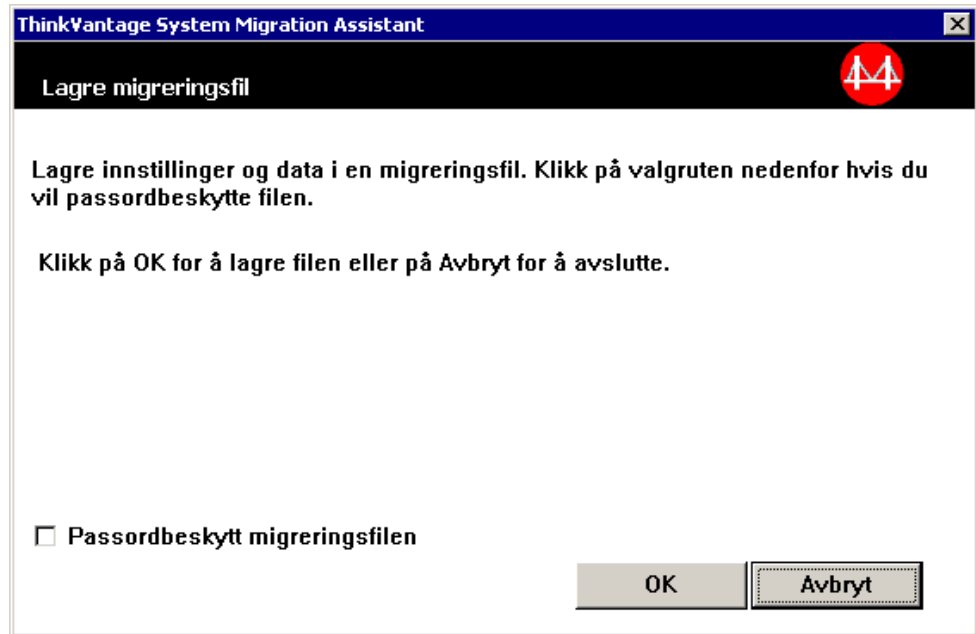 ThinkVantage System Migration Assistant
Lagre migreringsfil
Lagre innstillinger og data i en migreringsfil. Klikk på valgruten nedenfor hvis du
vil passordbeskytte filen.
Klikk på OK for å lagre filen eller på Avbryt for å avslutte.
Passordbeskytt migreringsfilen
OK
Avbryt